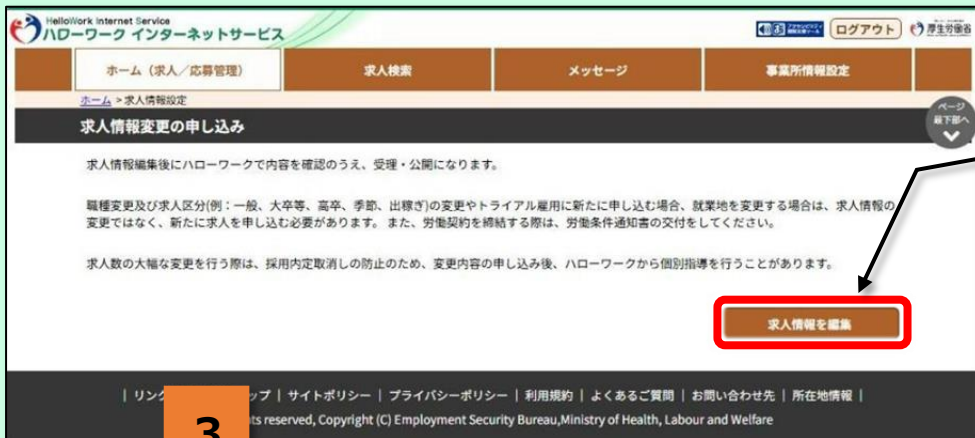 HelloWork Internet Service
ハローワーク インターネットサービス
ログアウト
厚生労働省
ホーム（求人／応募管理）
求人検索
メッセージ
事業所情報設定
ホーム > 求人情報設定
ページ
最下部へ
求人情報変更の申し込み
求人情報編集後にハローワークで内容を確認のうえ、受理・公開になります。
職種変更及び求人区分(例：一般、大卒等、高卒、季節、出稼ぎ)の変更やトライアル雇用に新たに申し込む場合、就業地を変更する場合は、求人情報の
変更ではなく、新たに求人を申し込む必要があります。 また、労働契約を締結する際は、労働条件通知書の交付をしてください。
求人数の大幅な変更を行う際は、採用内定取消しの防止のため、変更内容の申し込み後、ハローワークから個別指導を行うことがあります。
求人情報を編集
| リンク ップ | サイトポリシー | プライバシーポリシー | 利用規約 | よくあるご質問 | お問い合わせ先 | 所在地情報 |
3
ts reserved, Copyright (C) Employment Security Bureau,Ministry of Health, Labour and Welfare